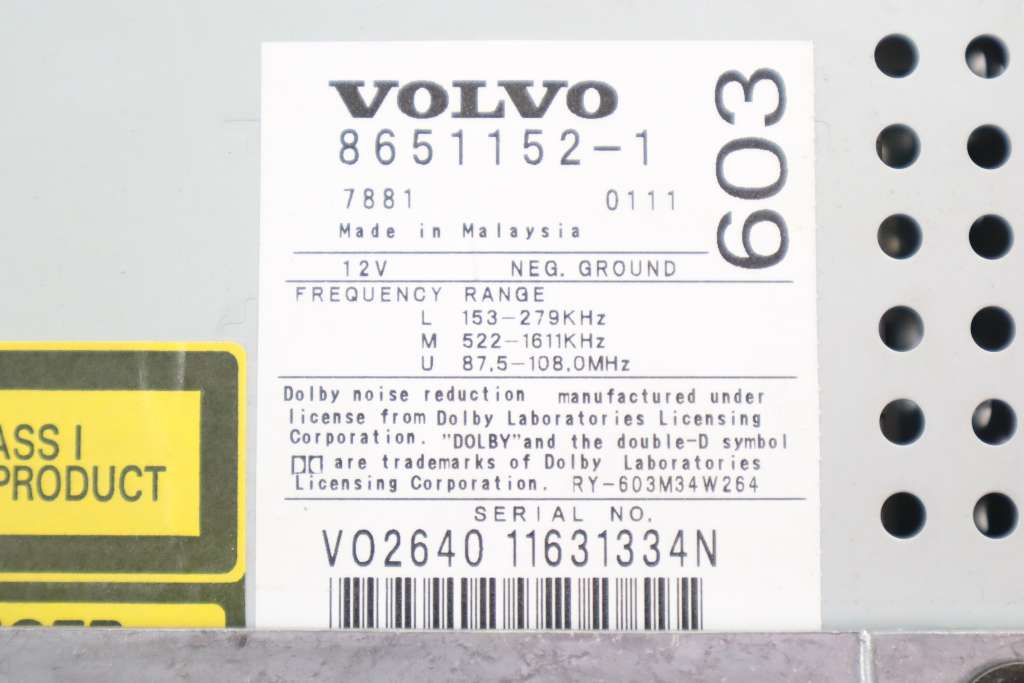 VOLVO
8651152-1
603
7881 0111
Made in Malaysia
12V NEG. GROUND
FREQUENCY RANGE
L 153-279KHz
M 522-1611KHz
U 87.5-108.0MHz
Dolby noise reduction manufactured under
license from Dolby Laboratories Licensing
Corporation. "DOLBY"and the double-D symbol
are trademarks of Dolby Laboratories
Licensing Corporation. RY-603M34W264
SERIAL NO.
VO2640 11631334N
ASS I
PRODUCT